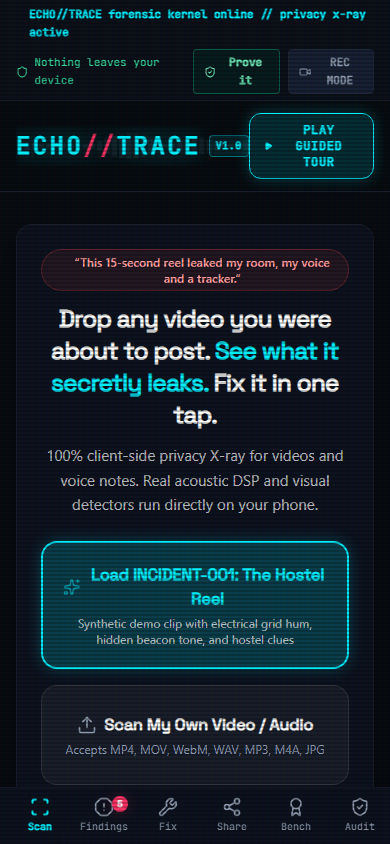 ECHO//TRACE forensic kernel online // privacy x-ray
active
Nothing leaves your
device
Prove
it
REC
MODE
ECHO//TRACE
V1.0
PLAY
GUIDED
TOUR
“This 15-second reel leaked my room, my voice
and a tracker.”
Drop any video you were
about to post. See what it
secretly leaks. Fix it in one
tap.
100% client-side privacy X-ray for videos and
voice notes. Real acoustic DSP and visual
detectors run directly on your phone.
Load INCIDENT-001: The Hostel
Reel
Synthetic demo clip with electrical grid hum,
hidden beacon tone, and hostel clues
Scan My Own Video / Audio
Accepts MP4, MOV, WebM, WAV, MP3, M4A, JPG
5
Scan
Findings
Fix
Share
Bench
Audit